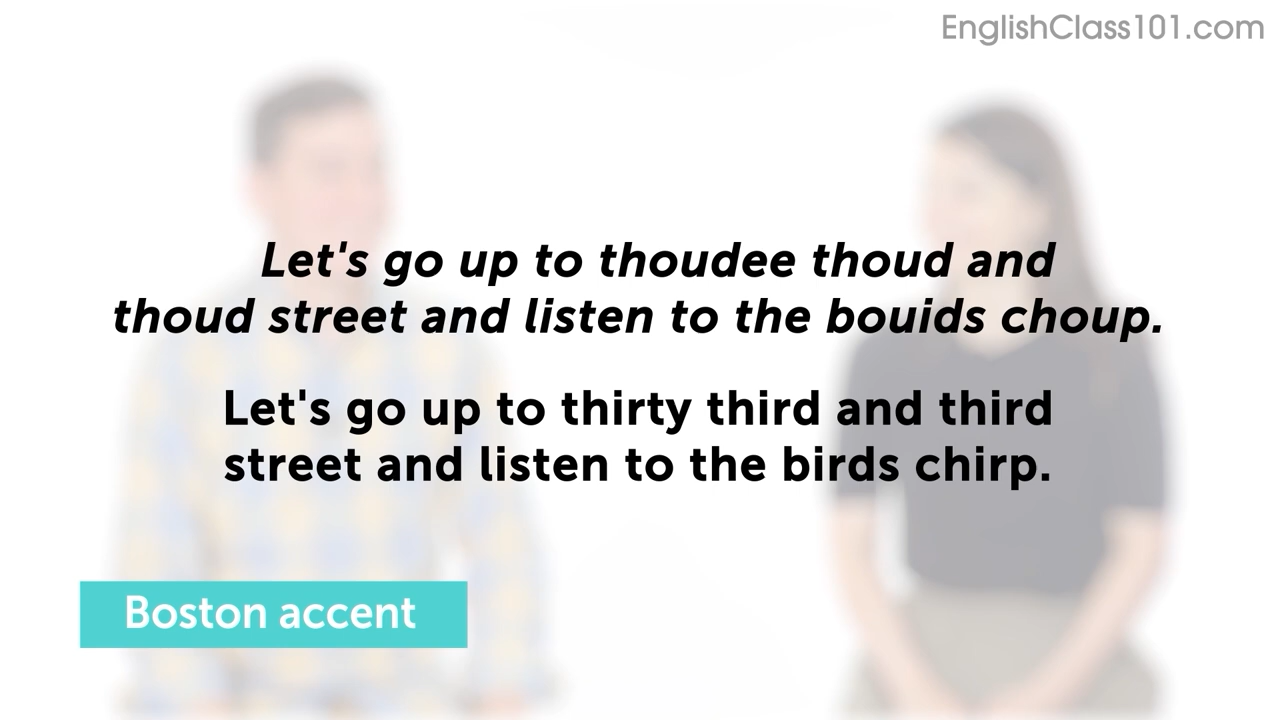 EnglishClass101.com
Let's go up to thoudee thoud and
thoud street and listen to the bouids choup.
Let's go up to thirty third and third
street and listen to the birds chirp.
Boston accent